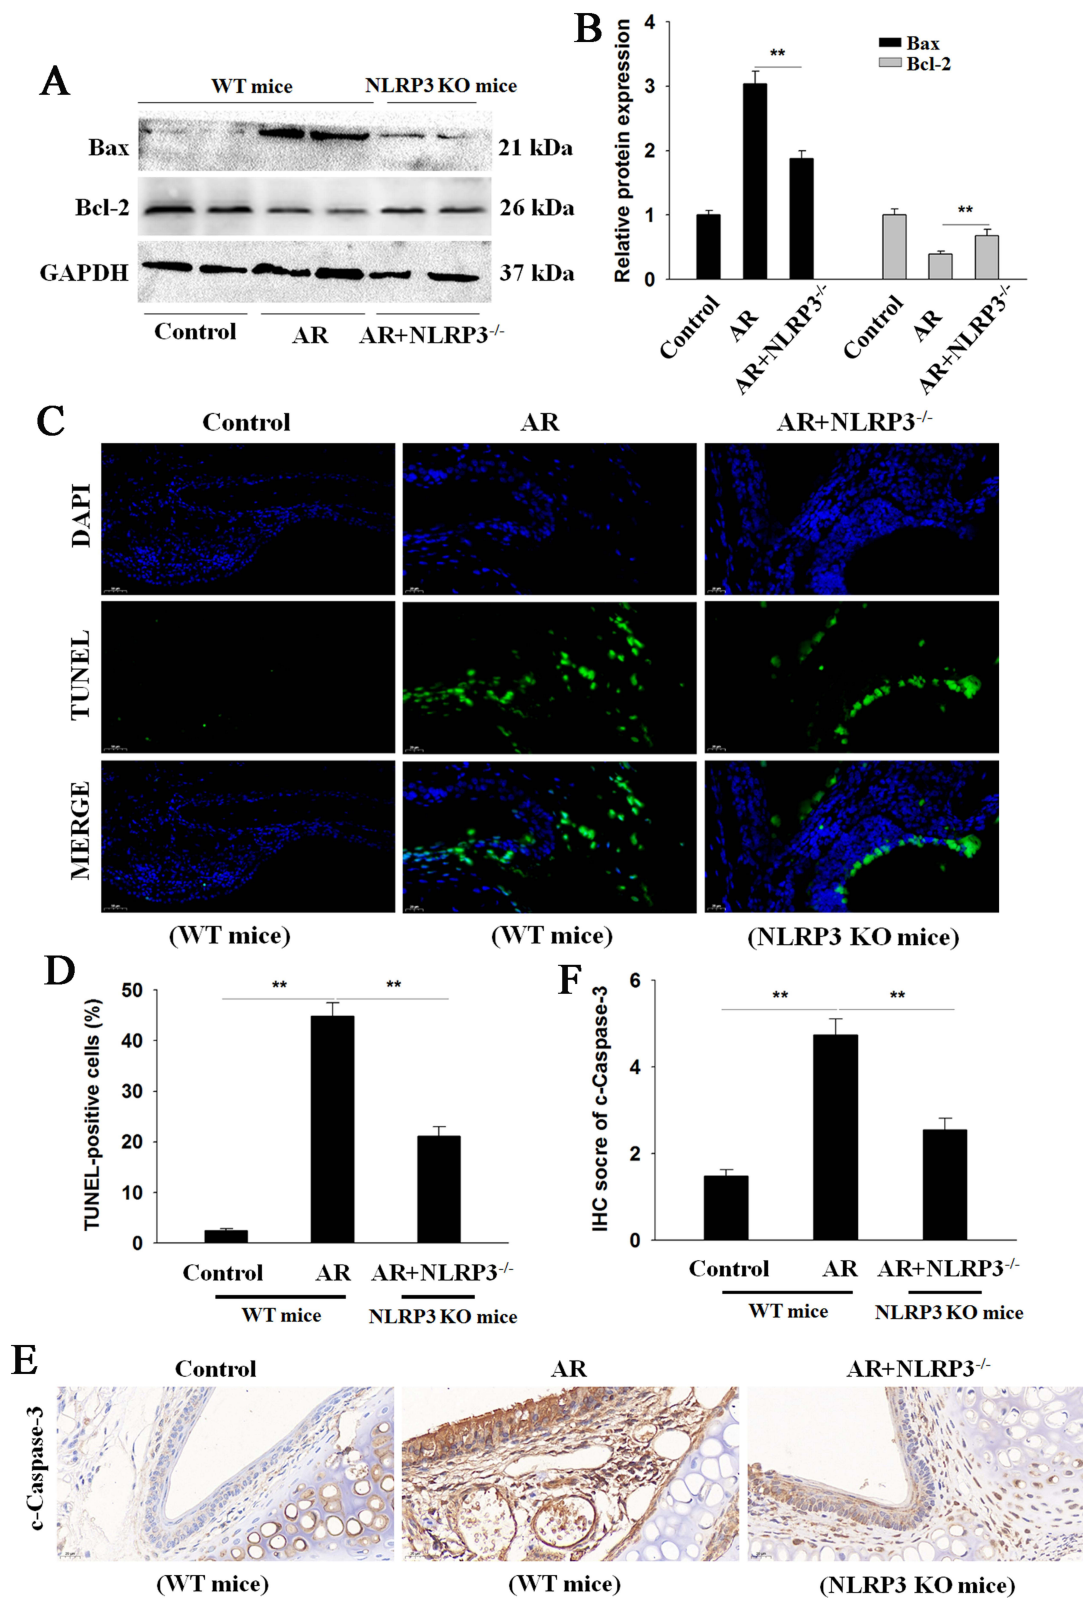 A
WT mice
NLRP3 KO mice
Bax
21 kDa
Bcl-2
26 kDa
GAPDH
37 kDa
Control
AR
AR+NLRP3-/-
B
Relative protein expression
4
3
2
1
0
**
**
Bax
Bcl-2
Control
AR
AR+NLRP3-/-
Control
AR
AR+NLRP3-/-
C
Control
AR
AR+NLRP3-/-
DAPI
TUNEL
MERGE
(WT mice)
(WT mice)
(NLRP3 KO mice)
D
TUNEL-positive cells (%)
50
40
30
20
10
0
**
**
Control
AR
AR+NLRP3-/-
WT mice
NLRP3 KO mice
F
IHC socre of c-Caspase-3
6
4
2
0
**
**
Control
AR
AR+NLRP3-/-
WT mice
NLRP3 KO mice
E
Control
AR
AR+NLRP3-/-
c-Caspase-3
(WT mice)
(WT mice)
(NLRP3 KO mice)